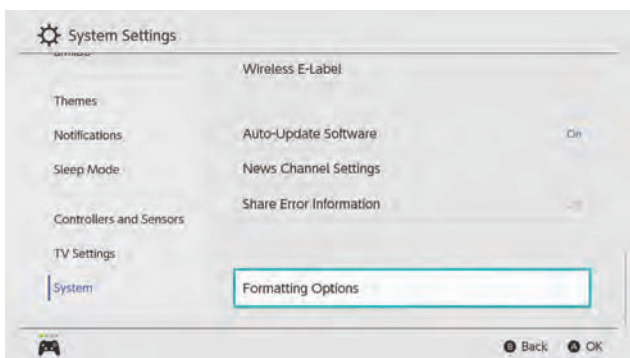 System Settings
amiibo
Wireless E-Label
Themes
Notifications
Auto-Update Software On
Sleep Mode
News Channel Settings
Share Error Information
Controllers and Sensors
TV Settings
System
Formatting Options
B Back A OK